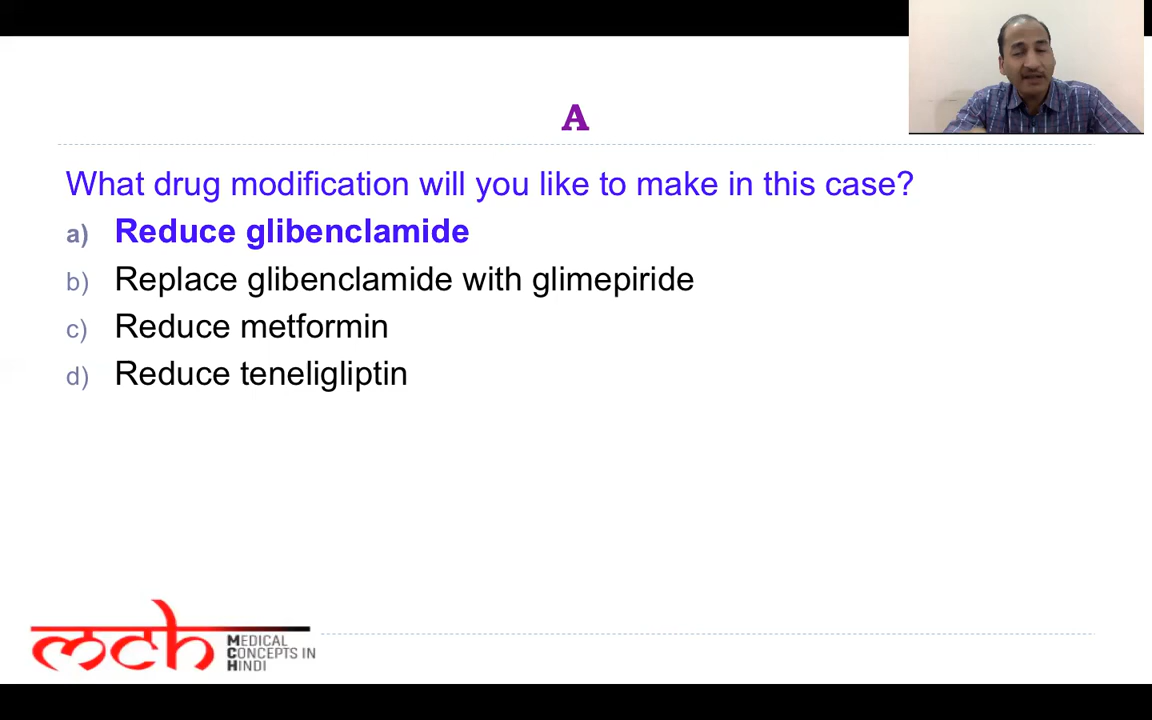 A
What drug modification will you like to make in this case?
a) Reduce glibenclamide
b) Replace glibenclamide with glimepiride
c) Reduce metformin
d) Reduce teneligliptin
mch
MEDICAL
CONCEPTS IN
HINDI